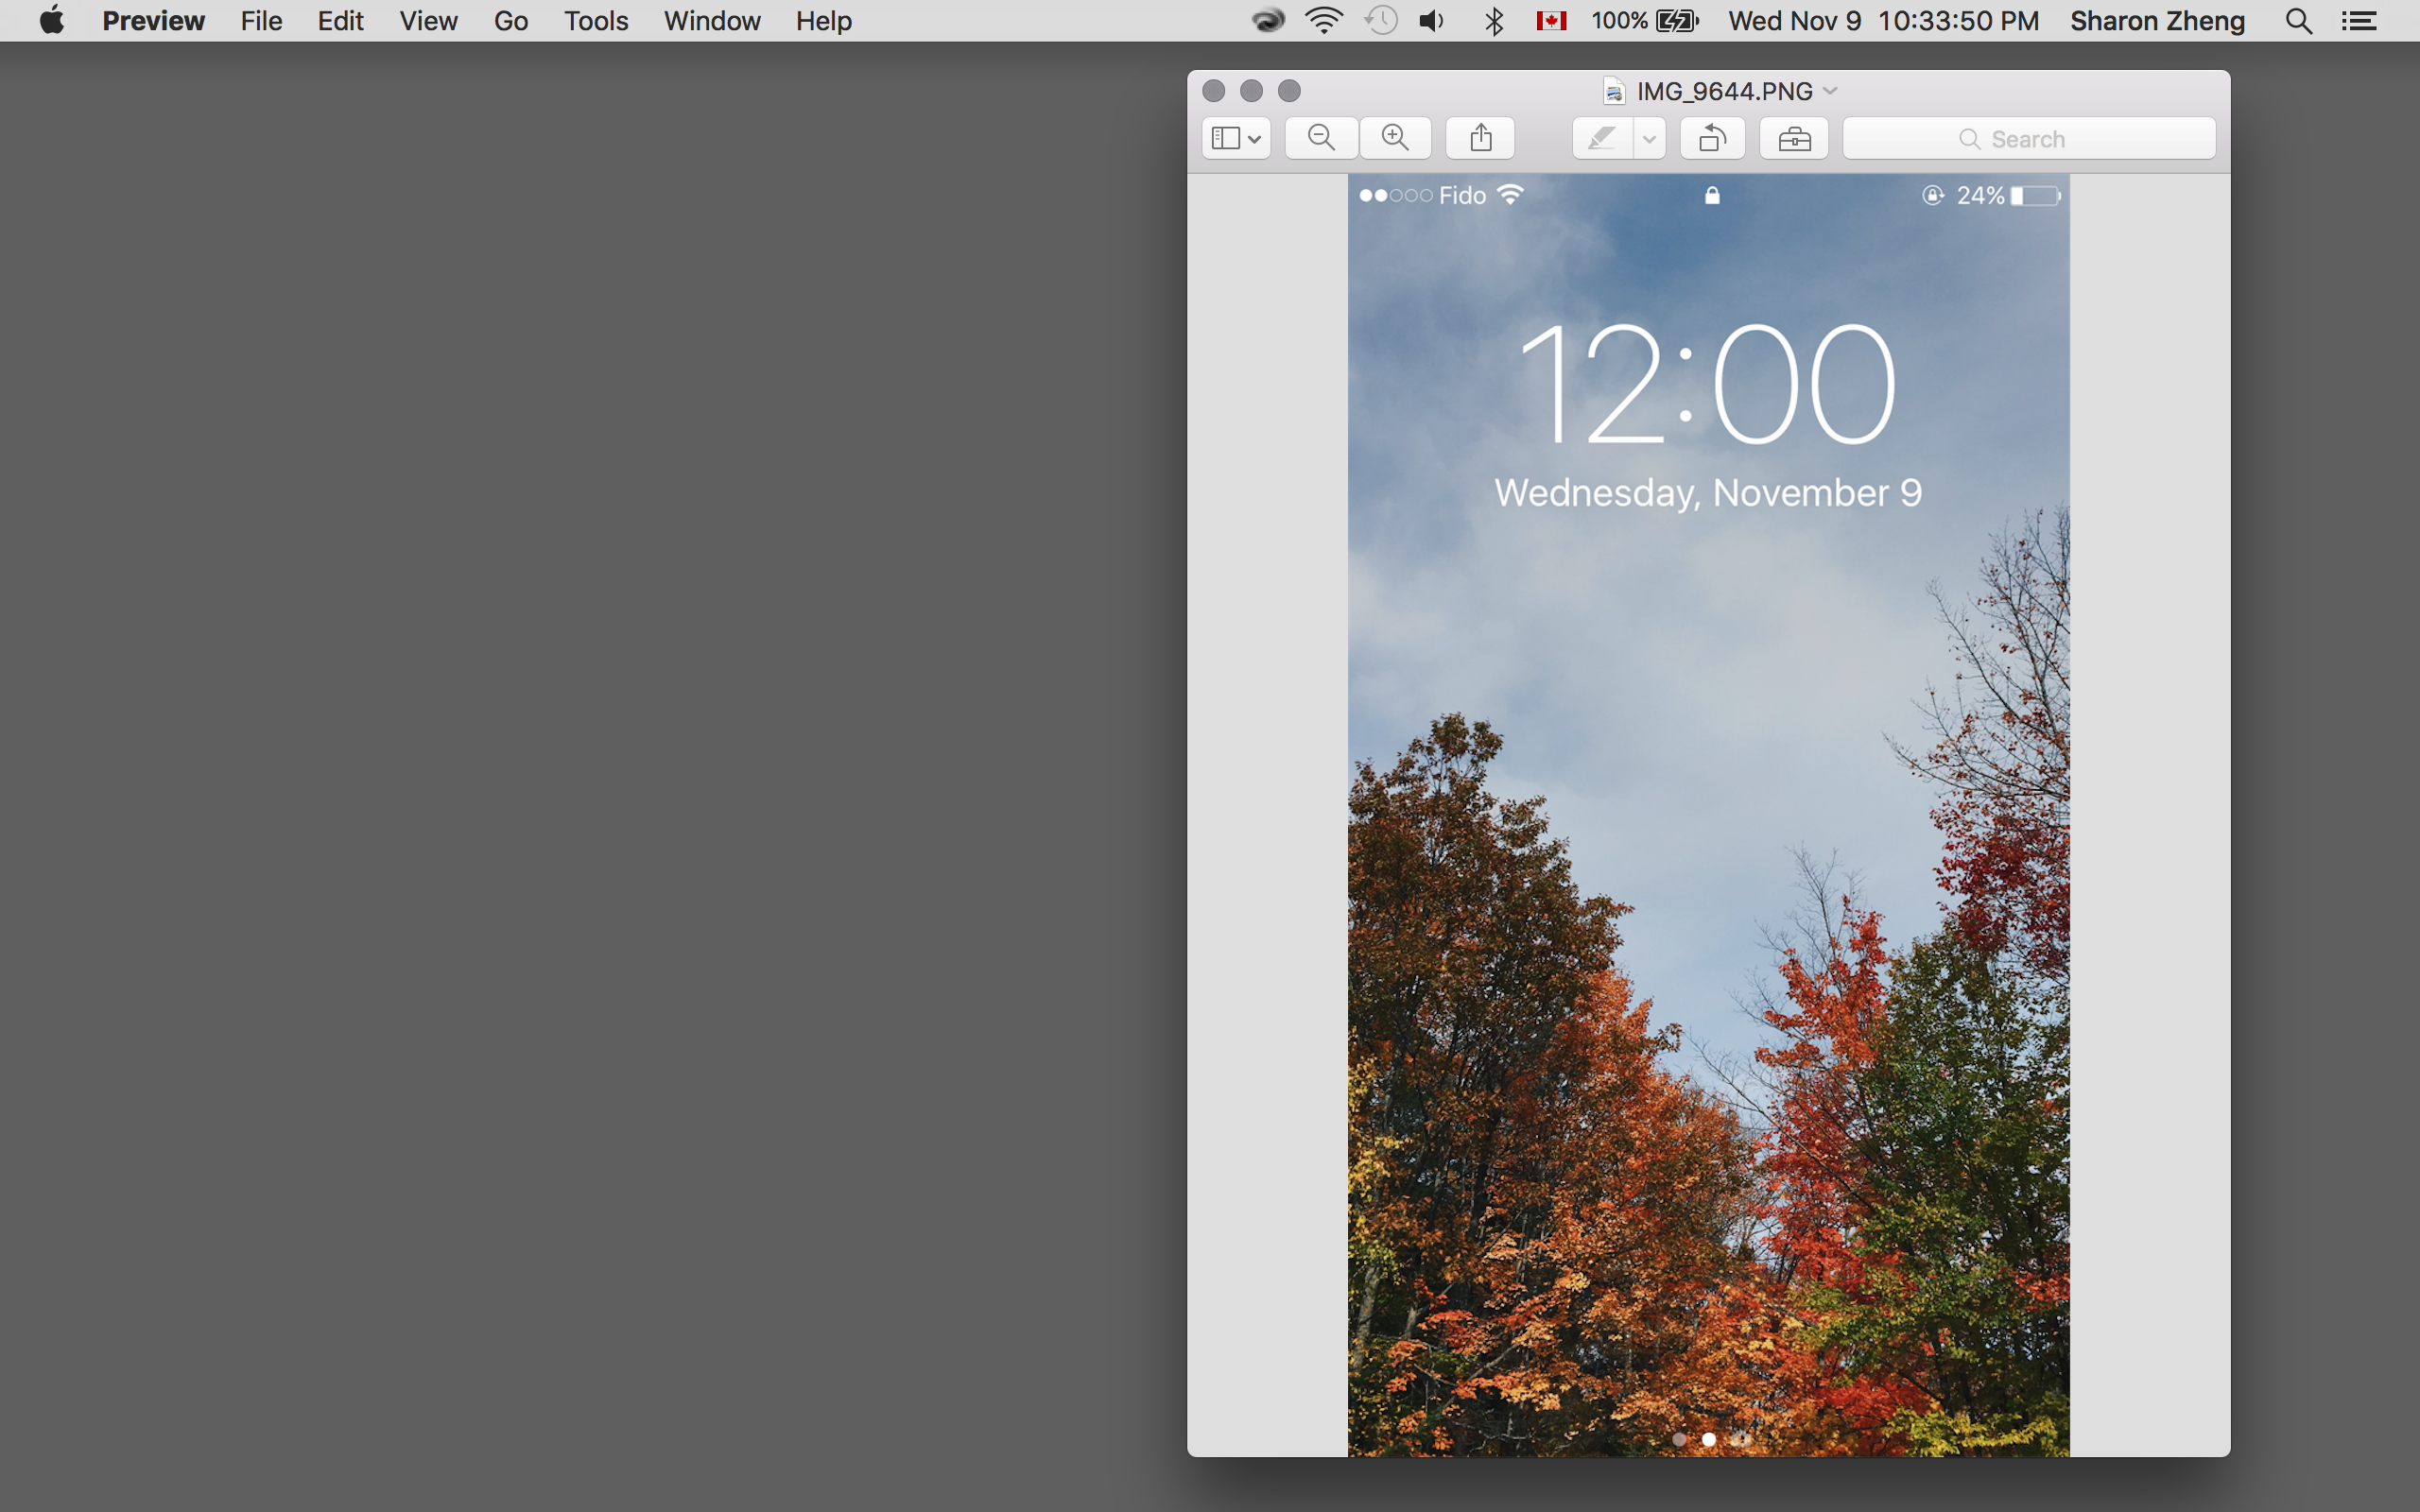 Preview File Edit View Go Tools Window Help 100% Wed Nov 9 10:33:50 PM Sharon Zheng
IMG_9644.PNG
Search
Fido 24%
12:00
Wednesday, November 9